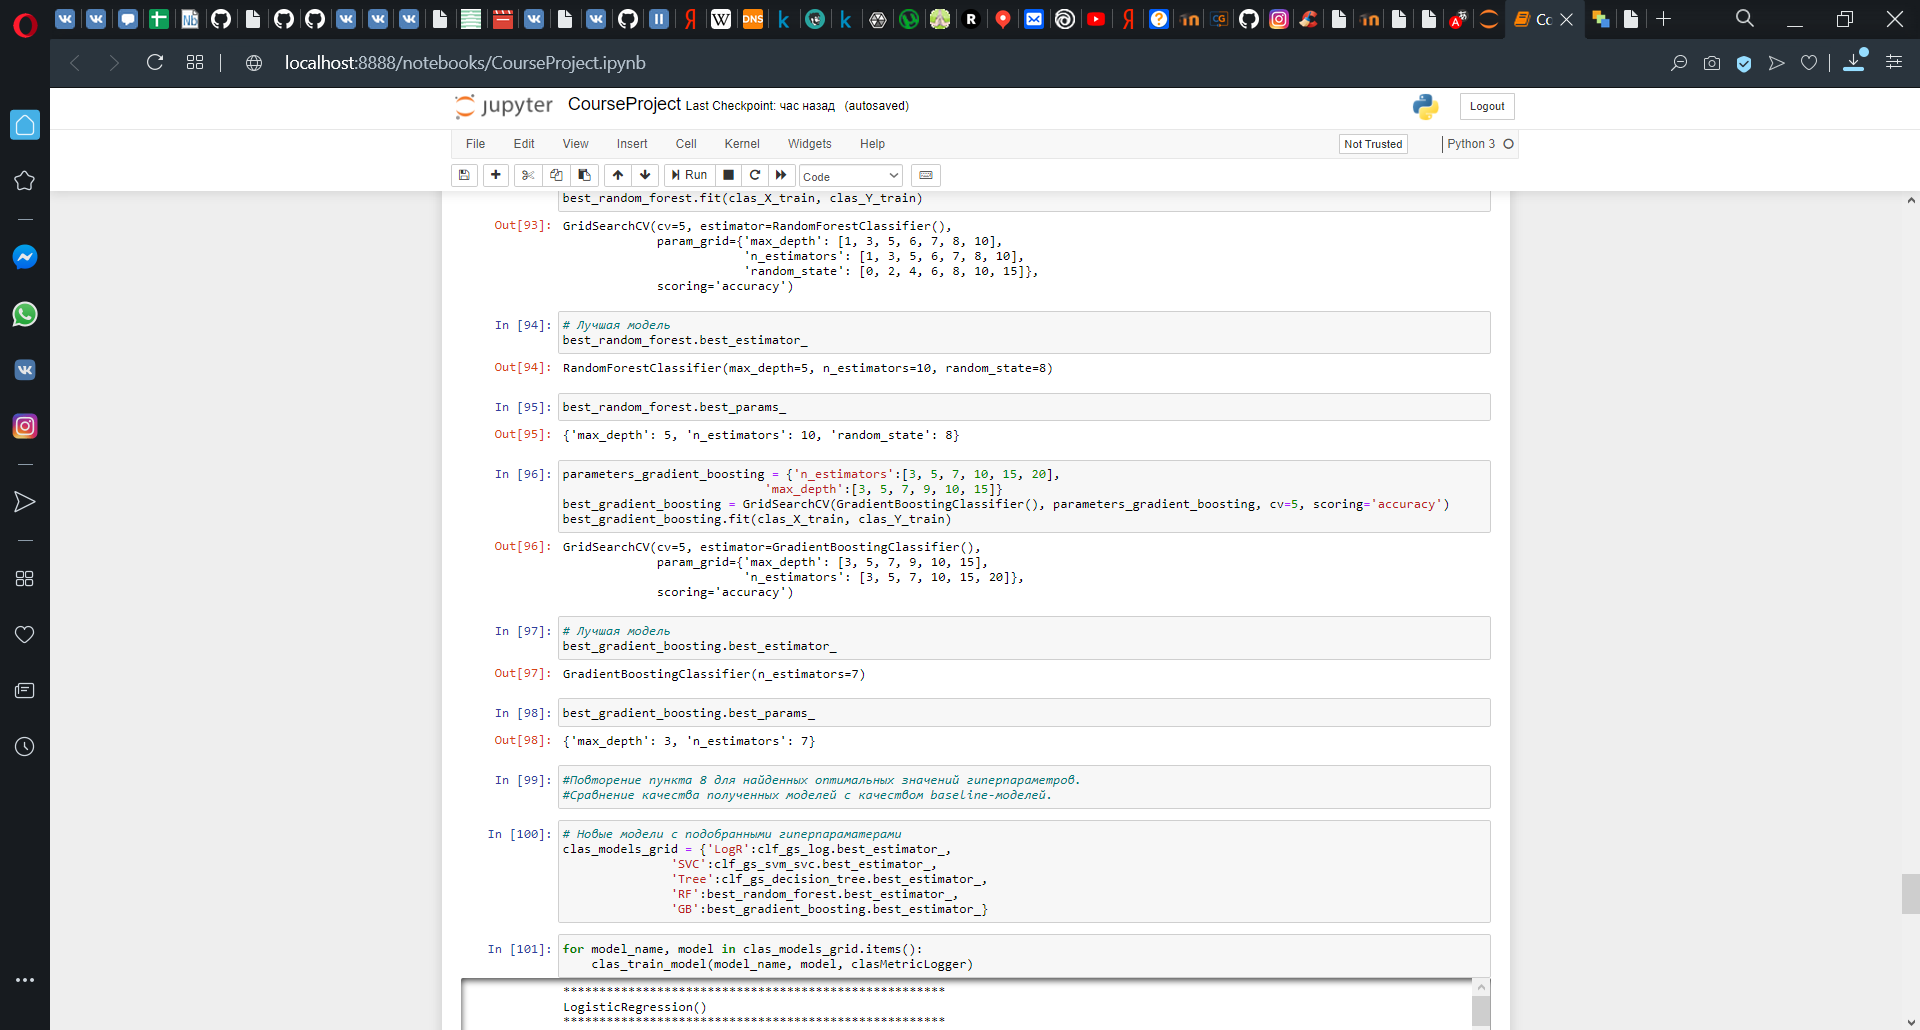 Cc
localhost:8888/notebooks/CourseProject.ipynb
jupyter CourseProject Last Checkpoint: час назад (autosaved)
Logout
File Edit View Insert Cell Kernel Widgets Help
Not Trusted
Python 3
Run
Code
best_random_forest.fit(clas_X_train, clas_Y_train)
Out[93]: GridSearchCV(cv=5, estimator=RandomForestClassifier(),
param_grid={'max_depth': [1, 3, 5, 6, 7, 8, 10],
'n_estimators': [1, 3, 5, 6, 7, 8, 10],
'random_state': [0, 2, 4, 6, 8, 10, 15]},
scoring='accuracy')
In [94]: # Лучшая модель
best_random_forest.best_estimator_
Out[94]: RandomForestClassifier(max_depth=5, n_estimators=10, random_state=8)
In [95]: best_random_forest.best_params_
Out[95]: {'max_depth': 5, 'n_estimators': 10, 'random_state': 8}
In [96]: parameters_gradient_boosting = {'n_estimators':[3, 5, 7, 10, 15, 20],
'max_depth':[3, 5, 7, 9, 10, 15]}
best_gradient_boosting = GridSearchCV(GradientBoostingClassifier(), parameters_gradient_boosting, cv=5, scoring='accuracy')
best_gradient_boosting.fit(clas_X_train, clas_Y_train)
Out[96]: GridSearchCV(cv=5, estimator=GradientBoostingClassifier(),
param_grid={'max_depth': [3, 5, 7, 9, 10, 15],
'n_estimators': [3, 5, 7, 10, 15, 20]},
scoring='accuracy')
In [97]: # Лучшая модель
best_gradient_boosting.best_estimator_
Out[97]: GradientBoostingClassifier(n_estimators=7)
In [98]: best_gradient_boosting.best_params_
Out[98]: {'max_depth': 3, 'n_estimators': 7}
In [99]: #Повторение пункта 8 для найденных оптимальных значений гиперпараметров.
#Сравнение качества полученных моделей с качеством baseline-моделей.
In [100]: # Новые модели с подобранными гиперпараматерами
clas_models_grid = {'LogR':clf_gs_log.best_estimator_,
'SVC':clf_gs_svm_svc.best_estimator_,
'Tree':clf_gs_decision_tree.best_estimator_,
'RF':best_random_forest.best_estimator_,
'GB':best_gradient_boosting.best_estimator_}
In [101]: for model_name, model in clas_models_grid.items():
clas_train_model(model_name, model, clasMetricLogger)
*****************************************************
LogisticRegression()
*****************************************************